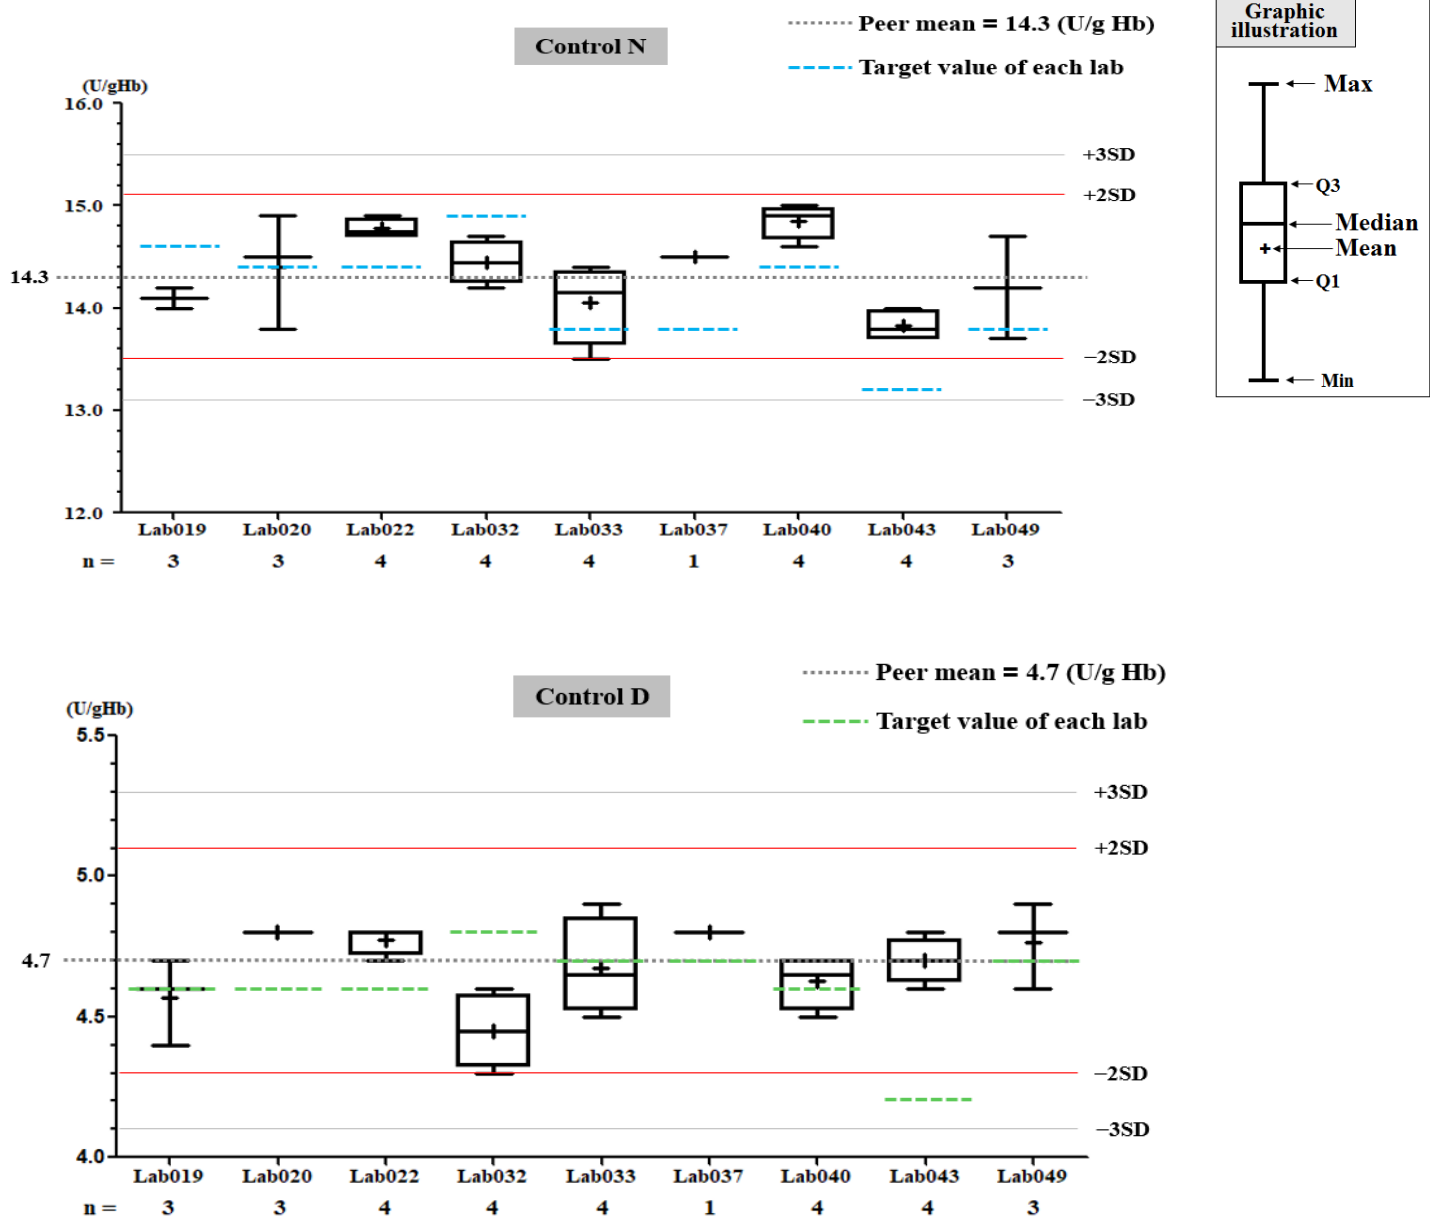 Control N
Peer mean = 14.3 (U/g Hb)
Target value of each lab
Graphic
illustration
Max
Q3
Median
Mean
Q1
Min
(U/gHb)
16.0
+3SD
+2SD
15.0
14.3
14.0
−2SD
−3SD
13.0
12.0
Lab019 Lab020 Lab022 Lab032 Lab033 Lab037 Lab040 Lab043 Lab049
n = 3 3 4 4 4 1 4 4 3
Control D
Peer mean = 4.7 (U/g Hb)
Target value of each lab
(U/gHb)
5.5
+3SD
+2SD
5.0
4.7
4.5
−2SD
−3SD
4.0
Lab019 Lab020 Lab022 Lab032 Lab033 Lab037 Lab040 Lab043 Lab049
n = 3 3 4 4 4 1 4 4 3